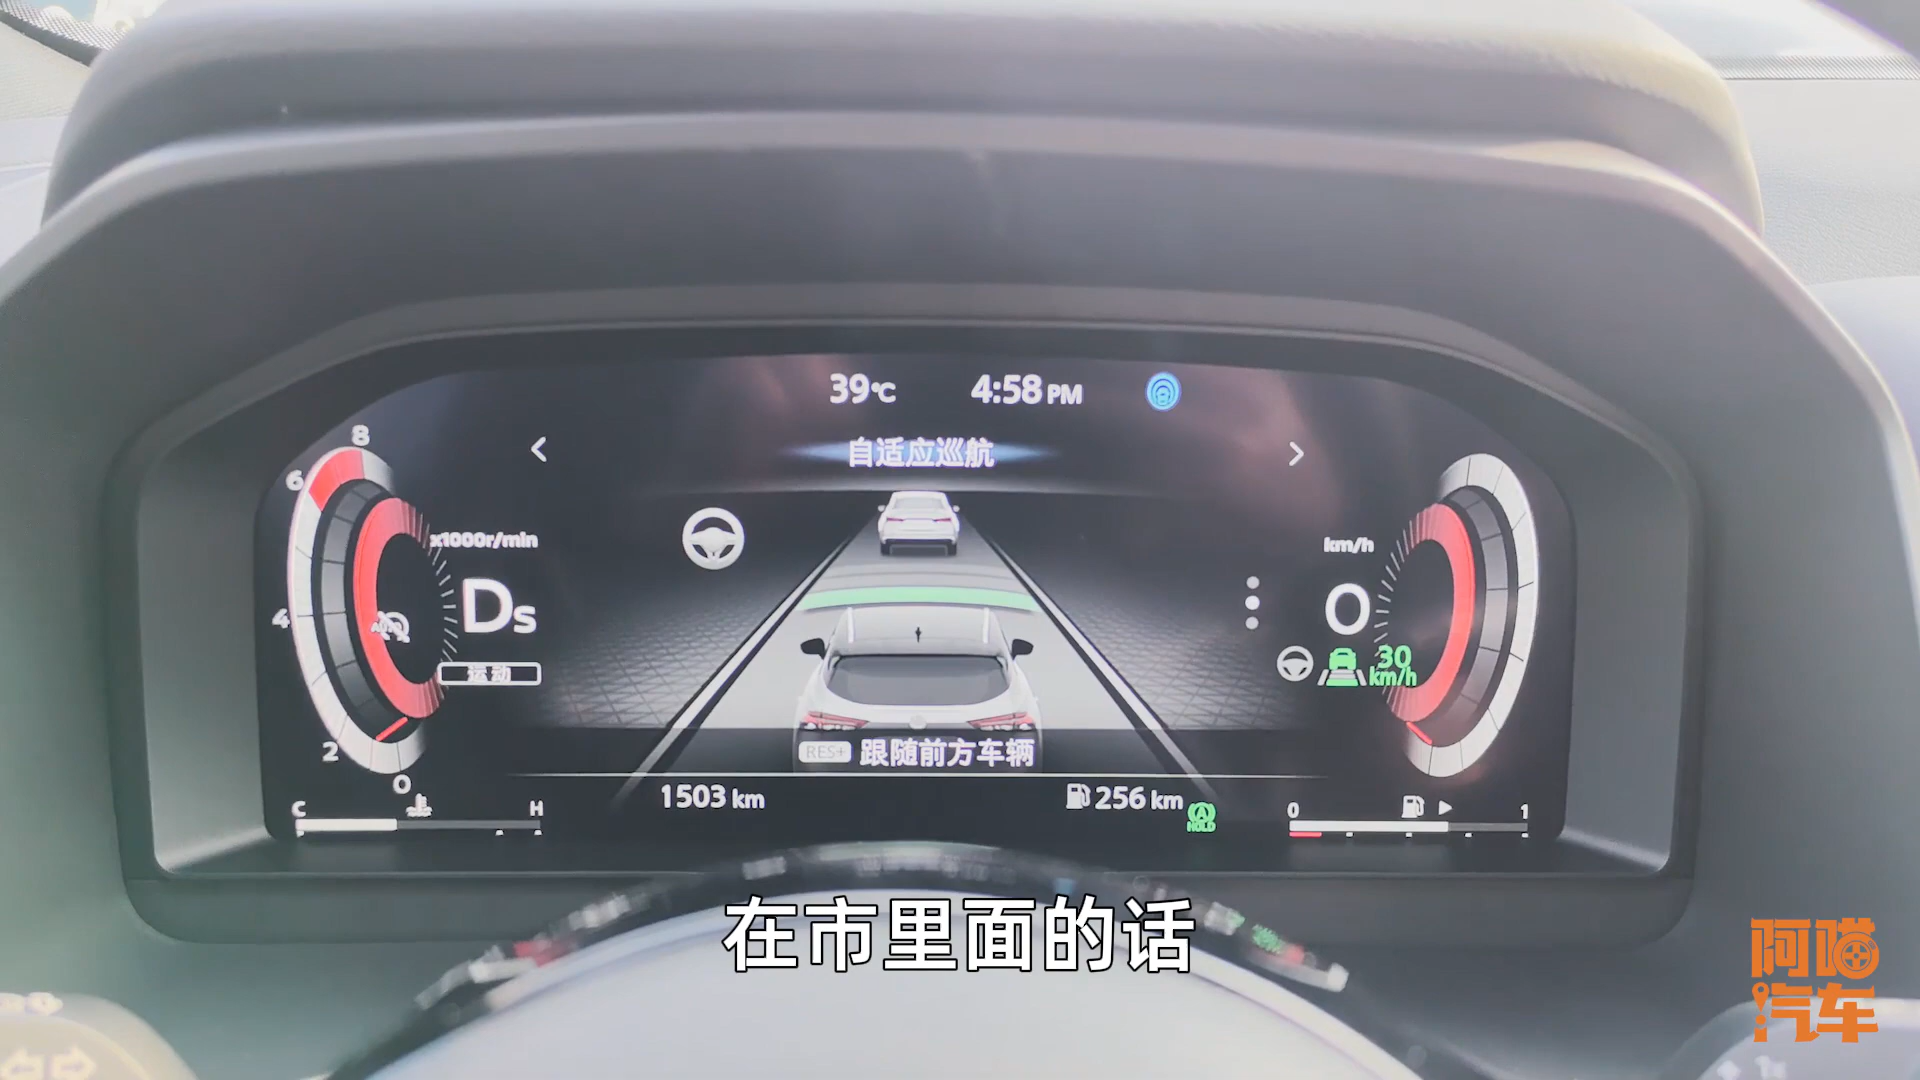 39℃ 4:58 PM
自适应巡航
8
6
x1000r/min
km/h
Ds
0
4
运动
30
km/h
2
RES+ 跟随前方车辆
0
C H
1503 km
256 km
HOLD
0 1
在市里面的话
阿喵
汽车